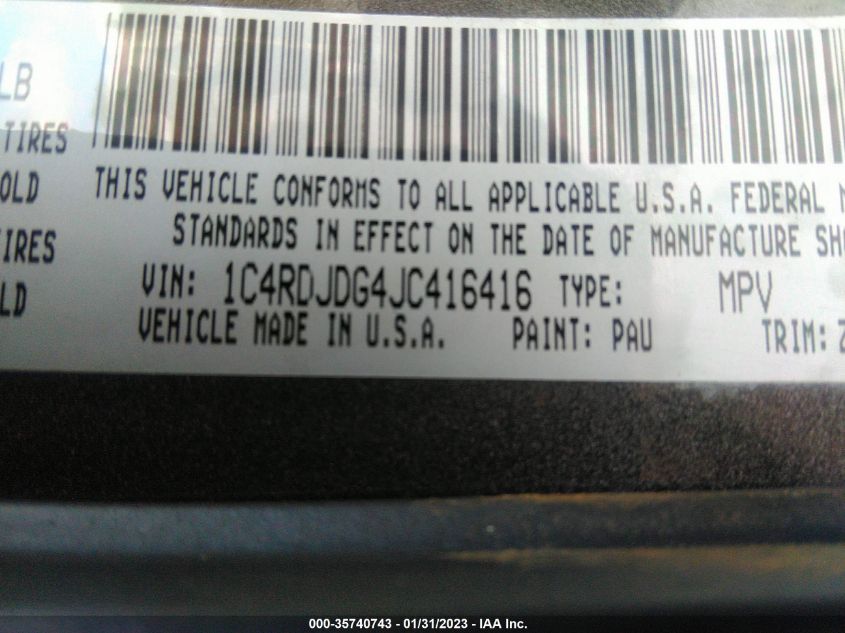 LB
TIRES
OLD
THIS VEHICLE CONFORMS TO ALL APPLICABLE U.S.A. FEDERAL
IRES
STANDARDS IN EFFECT ON THE DATE OF MANUFACTURE SHO
LD
VIN: 1C4RDJDG4JC416416 TYPE: MPV
VEHICLE MADE IN U.S.A. PAINT: PAU TRIM:
000-35740743 — 01/31/2023 - IAA Inc.